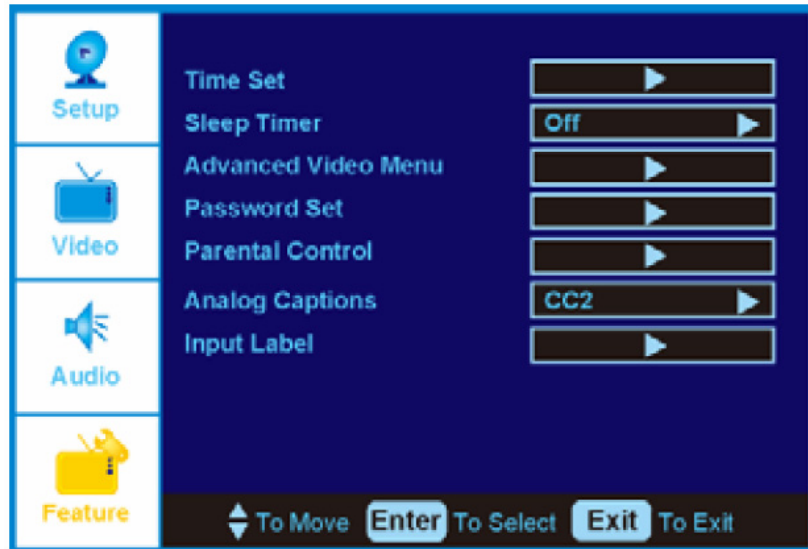 Setup
Video
Audio
Feature
Time Set
Sleep Timer Off
Advanced Video Menu
Password Set
Parental Control
Analog Captions CC2
Input Label
To Move Enter To Select Exit To Exit